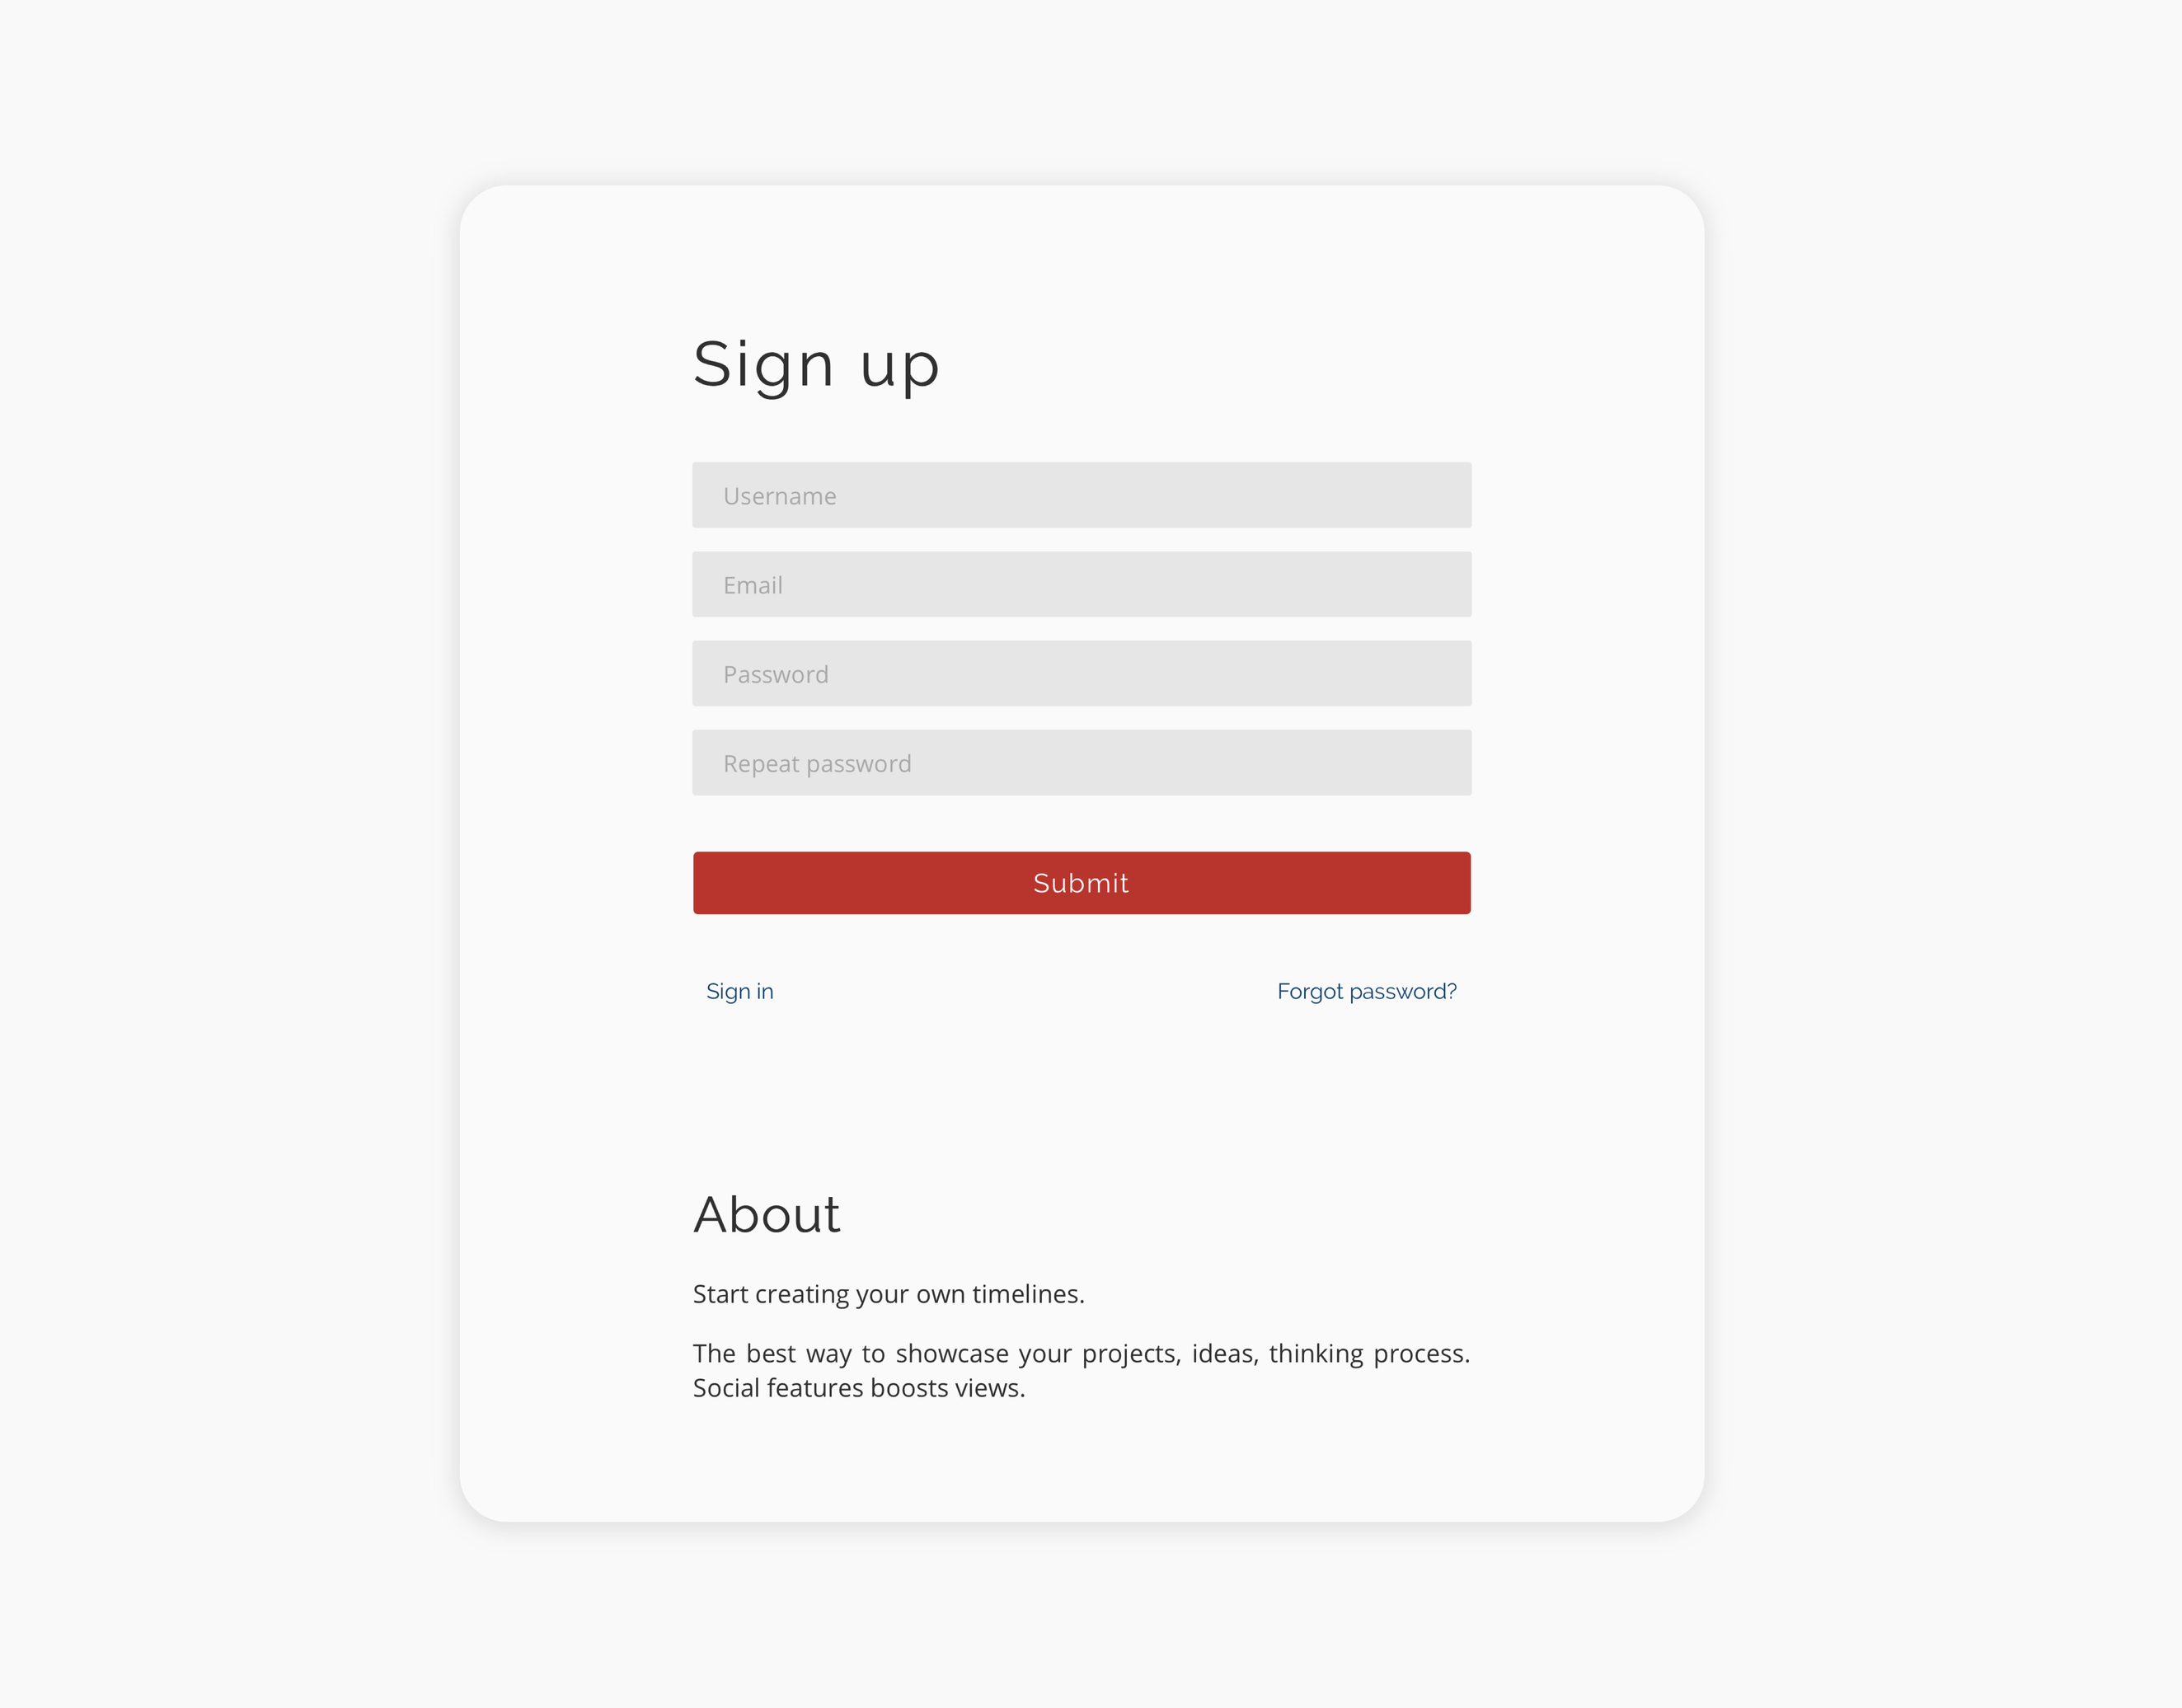 Sign up
Username
Email
Password
Repeat password
Submit
Sign in
Forgot password?
About
Start creating your own timelines.
The best way to showcase your projects, ideas, thinking process.
Social features boosts views.